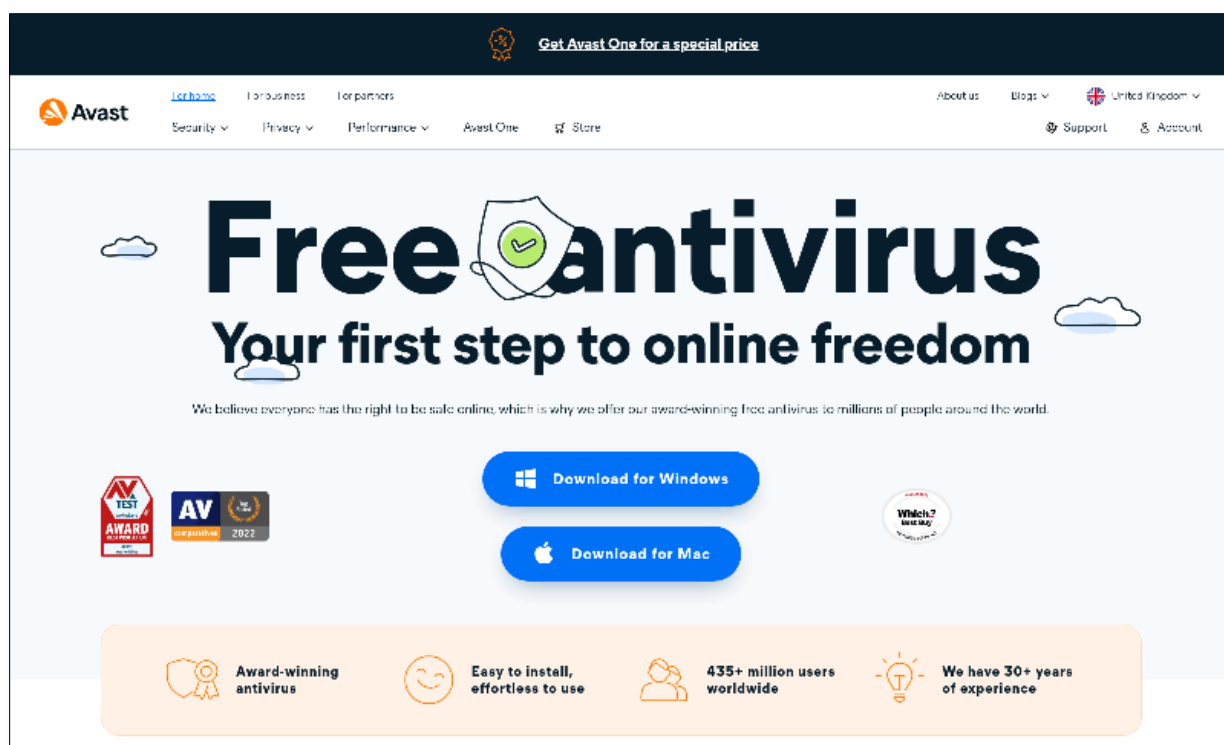 Get Avast One for a special price
Avast
For home For business For partners
About us Blogs United Kingdom
Security Privacy Performance Avast One Store
Support Account
Free antivirus
Your first step to online freedom
We believe everyone has the right to be safe online, which is why we offer our award-winning free antivirus to millions of people around the world.
Download for Windows
Download for Mac
AV
TEST
AWARD
AV
comparatives 2022
Which?
Best Buy
Award-winning
antivirus
Easy to install,
effortless to use
435+ million users
worldwide
We have 30+ years
of experience